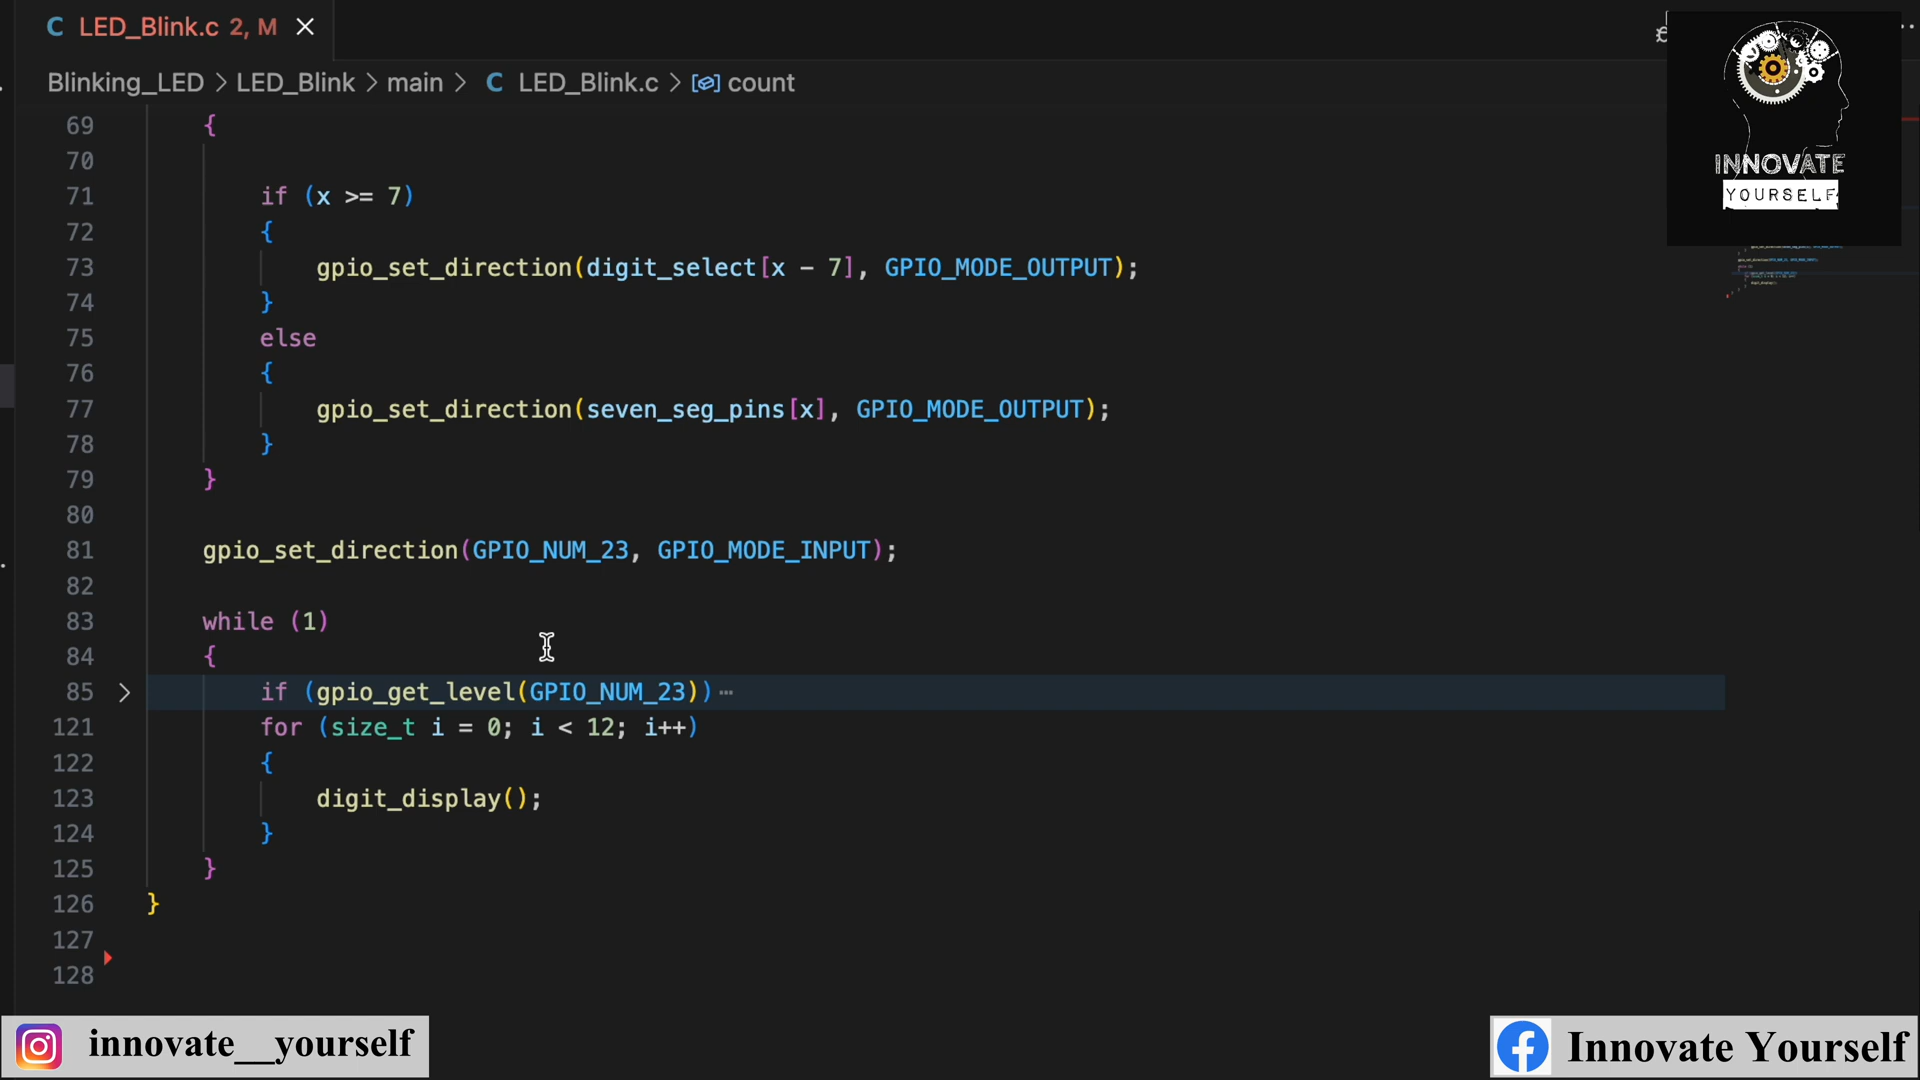 LED_Blink.c 2, M
Blinking_LED > LED_Blink > main > C LED_Blink.c > count
69 {
70
71 if (x >= 7)
72 {
73 gpio_set_direction(digit_select[x - 7], GPIO_MODE_OUTPUT);
74 }
75 else
76 {
77 gpio_set_direction(seven_seg_pins[x], GPIO_MODE_OUTPUT);
78 }
79 }
80
81 gpio_set_direction(GPIO_NUM_23, GPIO_MODE_INPUT);
82
83 while (1)
84 {
85 if (gpio_get_level(GPIO_NUM_23)) ⋯
121 for (size_t i = 0; i < 12; i++)
122 {
123 digit_display();
124 }
125 }
126 }
127
128
INNOVATE
YOURSELF
innovate__yourself
Innovate Yourself